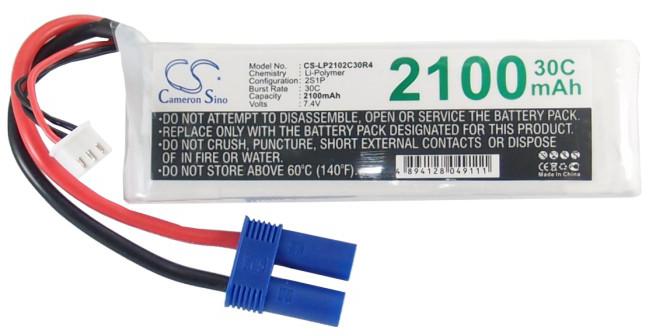 CS
Cameron Sino
Model No. : CS-LP2102C30R4
Chemistry : Li-Polymer
Configuration : 2S1P
Burst Rate : 30C
Capacity : 2100mAh
Volts : 7.4V
2100 30C mAh
•DO NOT ATTEMPT TO DISASSEMBLE, OPEN OR SERVICE THE BATTERY PACK.
•REPLACE WITH THE BATTERY PACK DESIGNATED FOR THIS PRODUCT.
•DO NOT CRUSH, PUNCTURE, SHORT EXTERNAL CONTACTS OR DISPOSE
OF IN FIRE OR WATER.
•DO NOT STORE ABOVE 60°C (140°F).
4 894128 049111
CE
Made in China